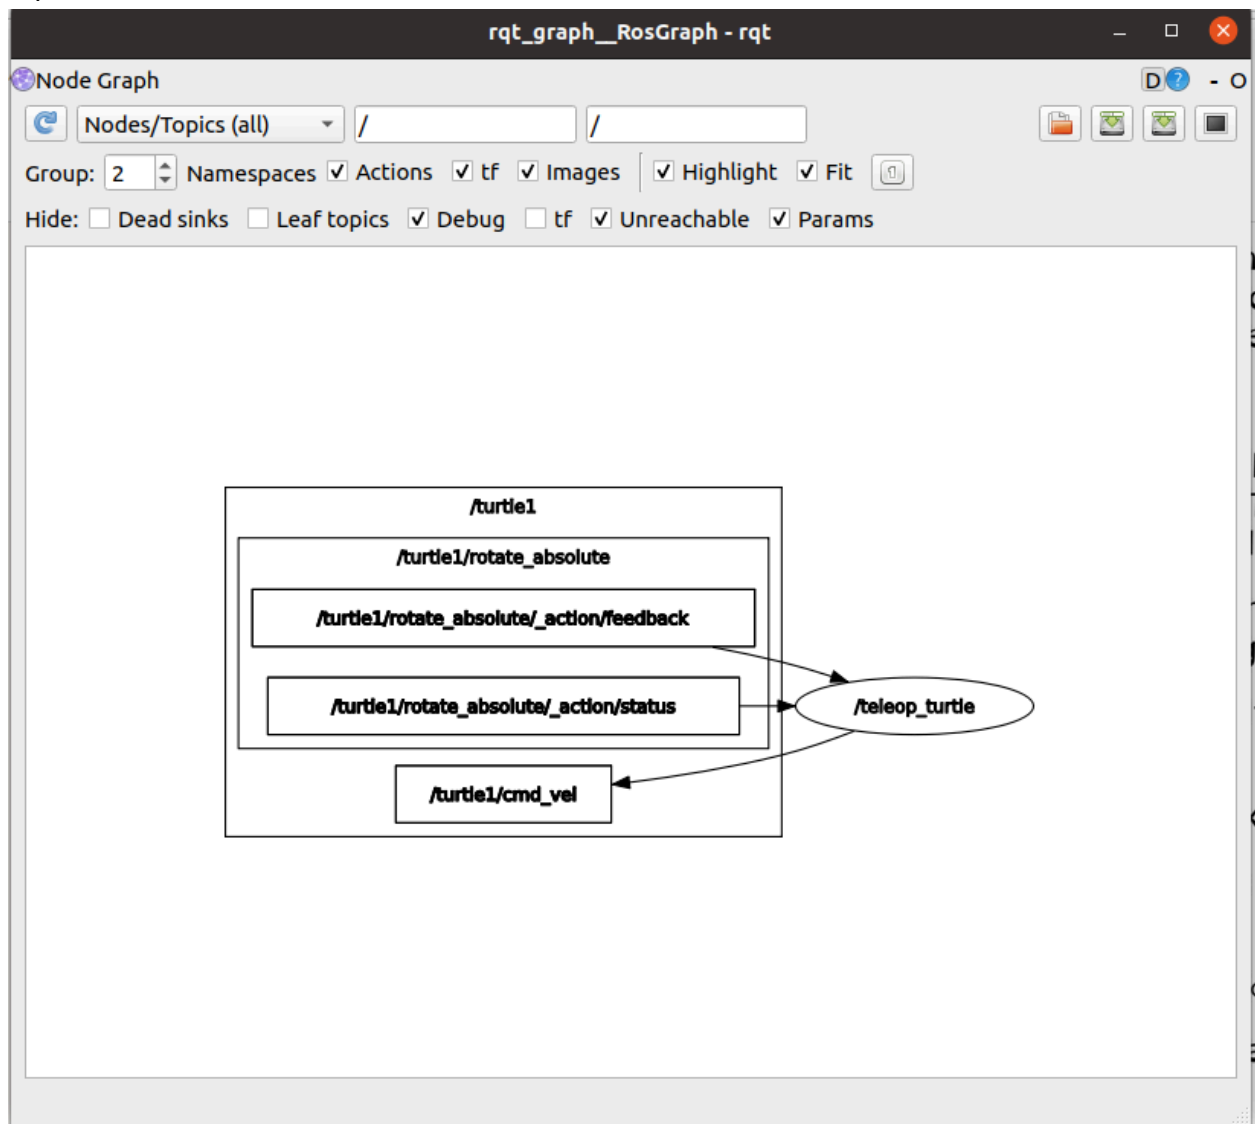 rqt_graph__RosGraph - rqt
Node Graph D ? - O
Nodes/Topics (all) / /
Group: 2 Namespaces Actions tf Images Highlight Fit
Hide: Dead sinks Leaf topics Debug tf Unreachable Params
/turtle1
/turtle1/rotate_absolute
/turtle1/rotate_absolute/_action/feedback
/turtle1/rotate_absolute/_action/status
/teleop_turtle
/turtle1/cmd_vel